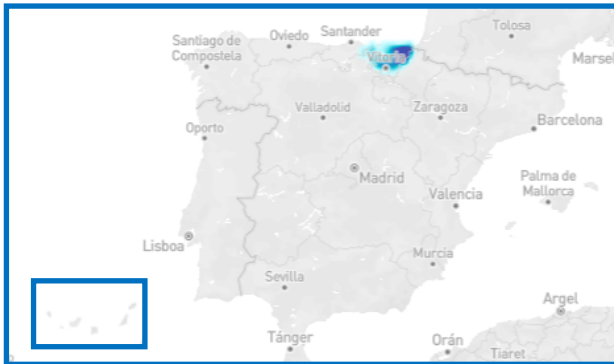 Tolosa
Oviedo
Santander
Santiago de
Compostela
Vitoria
Marsel
Valladolid
Zaragoza
Barcelona
Oporto
Madrid
Palma de
Mallorca
Valencia
Lisboa
Murcia
Sevilla
Argel
Tánger
Orán
Tiaret